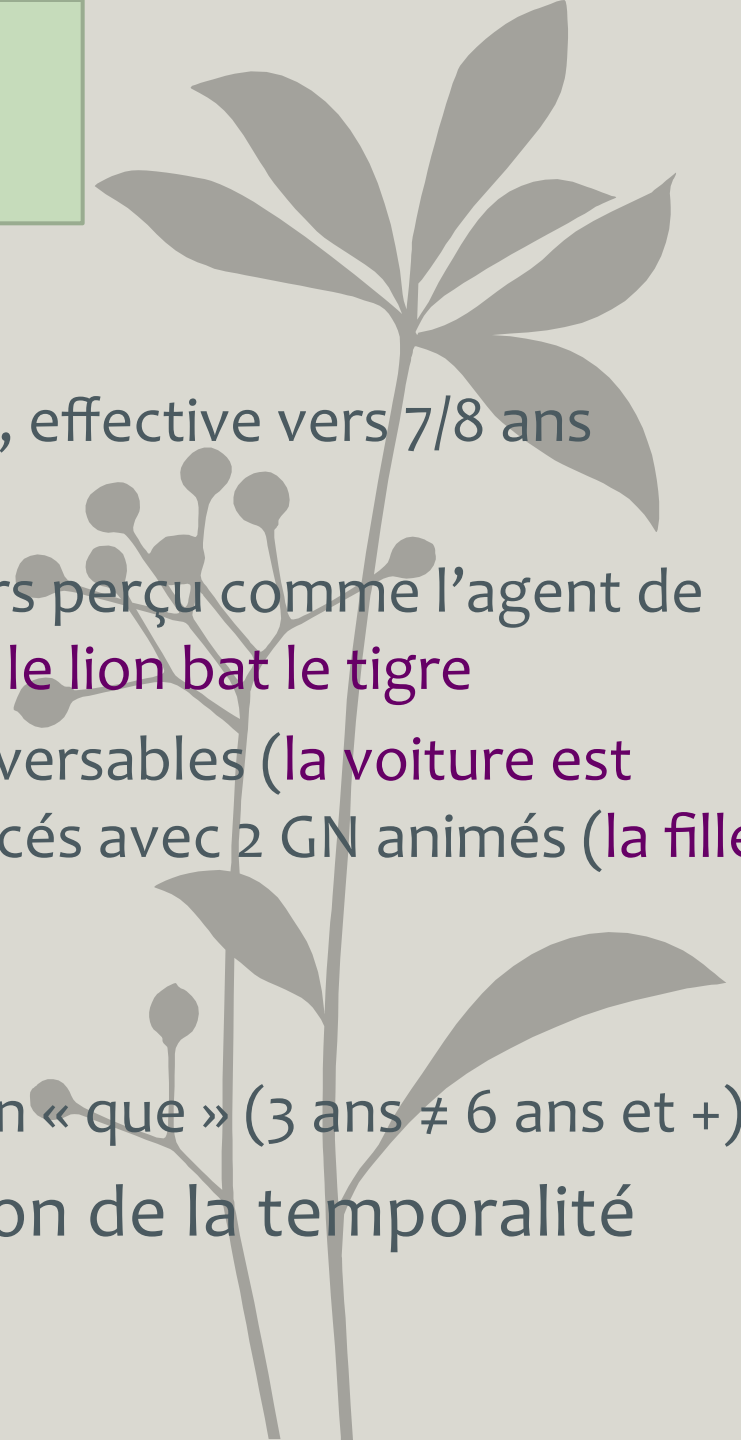 , effective vers 7/8 ans
rs perçu comme l’agent de
le lion bat le tigre
versables (la voiture est
cés avec 2 GN animés (la fille
n « que » (3 ans ≠ 6 ans et +)
on de la temporalité